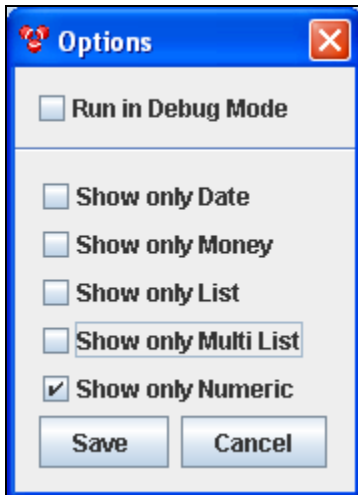 Options
Run in Debug Mode
Show only Date
Show only Money
Show only List
Show only Multi List
Show only Numeric
Save Cancel